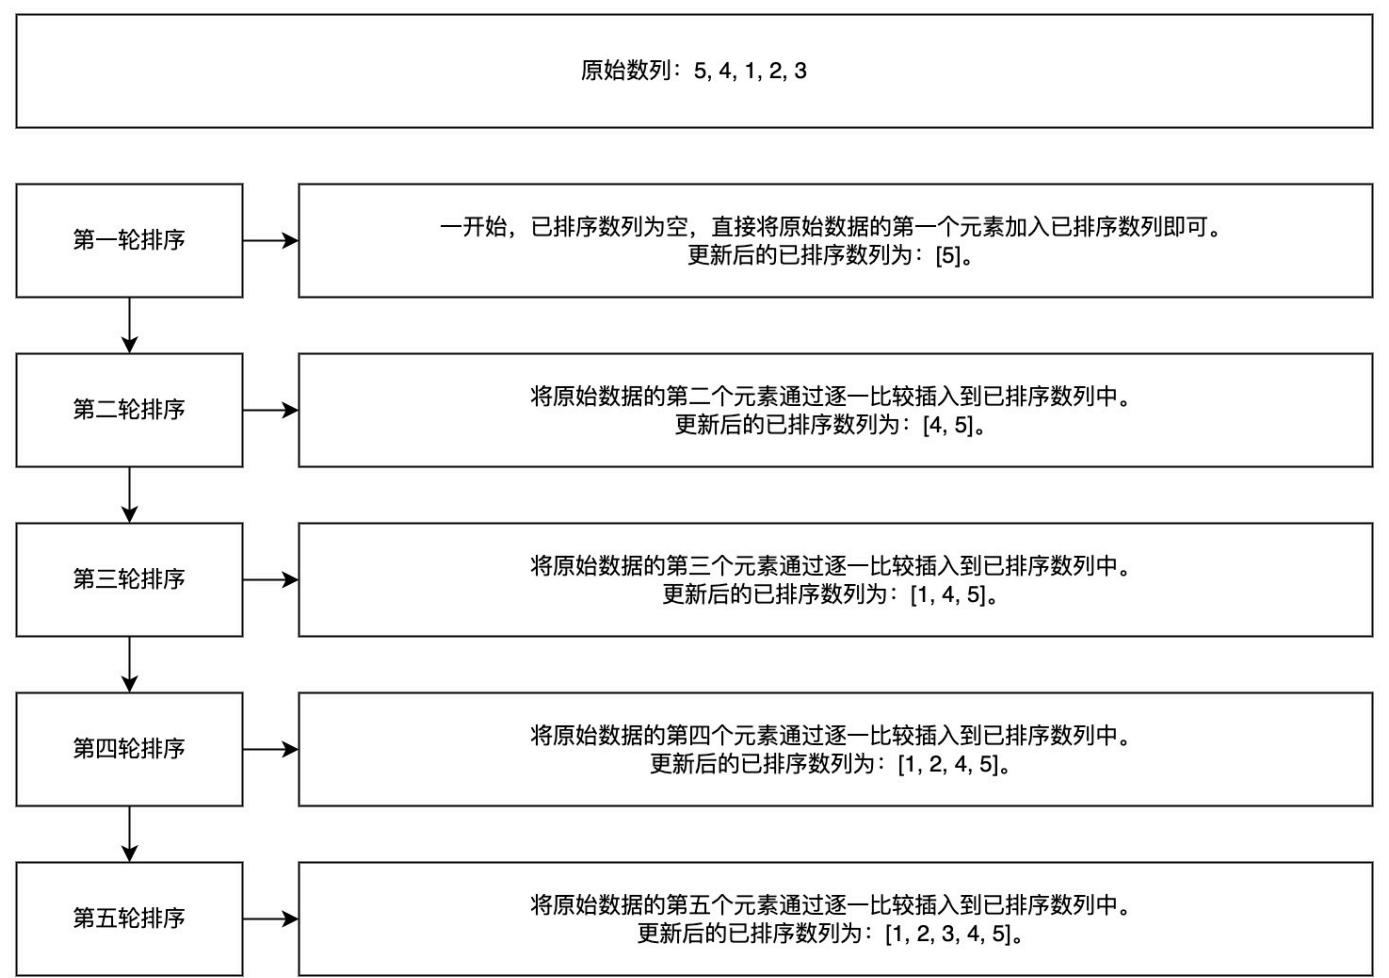 原始数列：5, 4, 1, 2, 3
第一轮排序
一开始，已排序数列为空，直接将原始数据的第一个元素加入已排序数列即可。
更新后的已排序数列为：[5]。
第二轮排序
将原始数据的第二个元素通过逐一比较插入到已排序数列中。
更新后的已排序数列为：[4, 5]。
第三轮排序
将原始数据的第三个元素通过逐一比较插入到已排序数列中。
更新后的已排序数列为：[1, 4, 5]。
第四轮排序
将原始数据的第四个元素通过逐一比较插入到已排序数列中。
更新后的已排序数列为：[1, 2, 4, 5]。
第五轮排序
将原始数据的第五个元素通过逐一比较插入到已排序数列中。
更新后的已排序数列为：[1, 2, 3, 4, 5]。